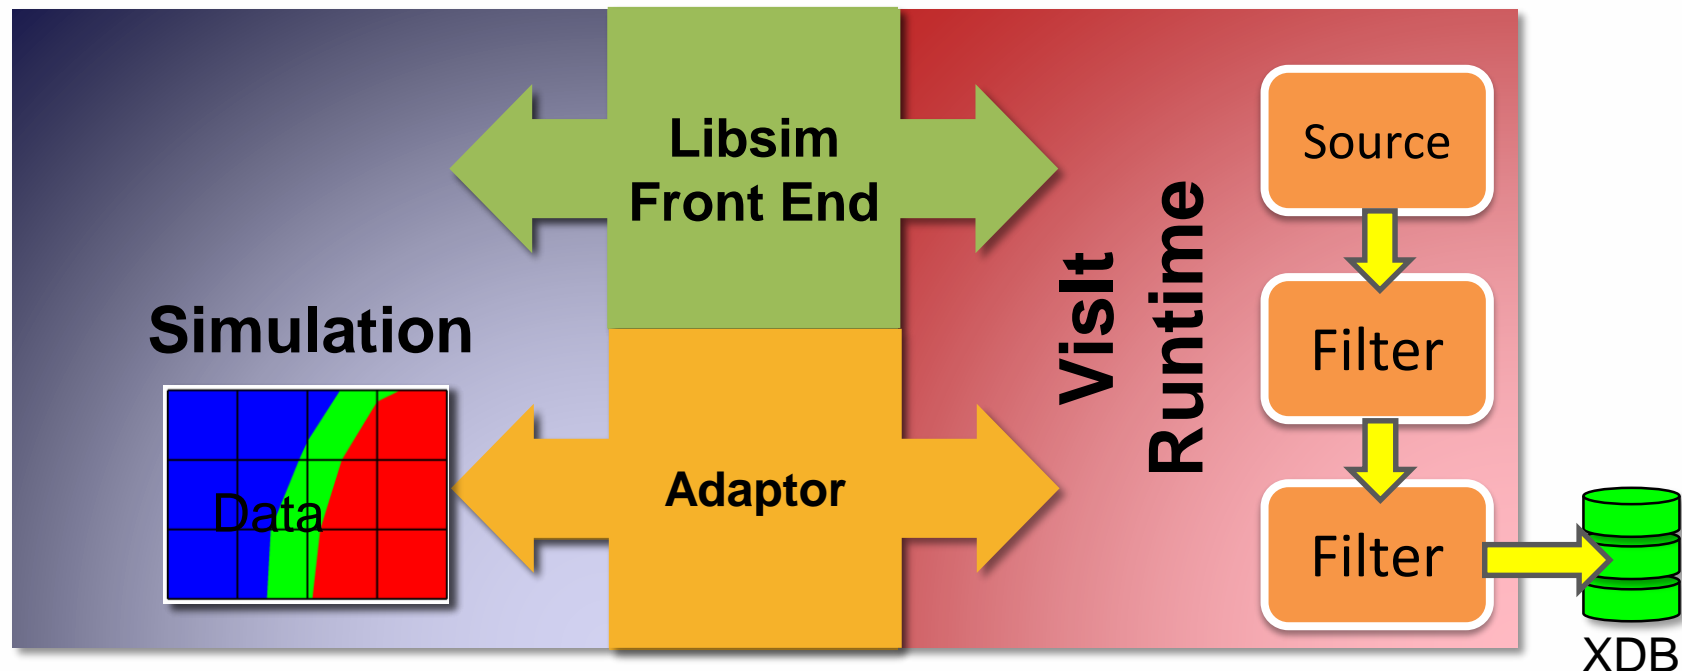 Libsim
Front End
Simulation
Data
Adaptor
VisIt
Runtime
Source
Filter
Filter
XDB